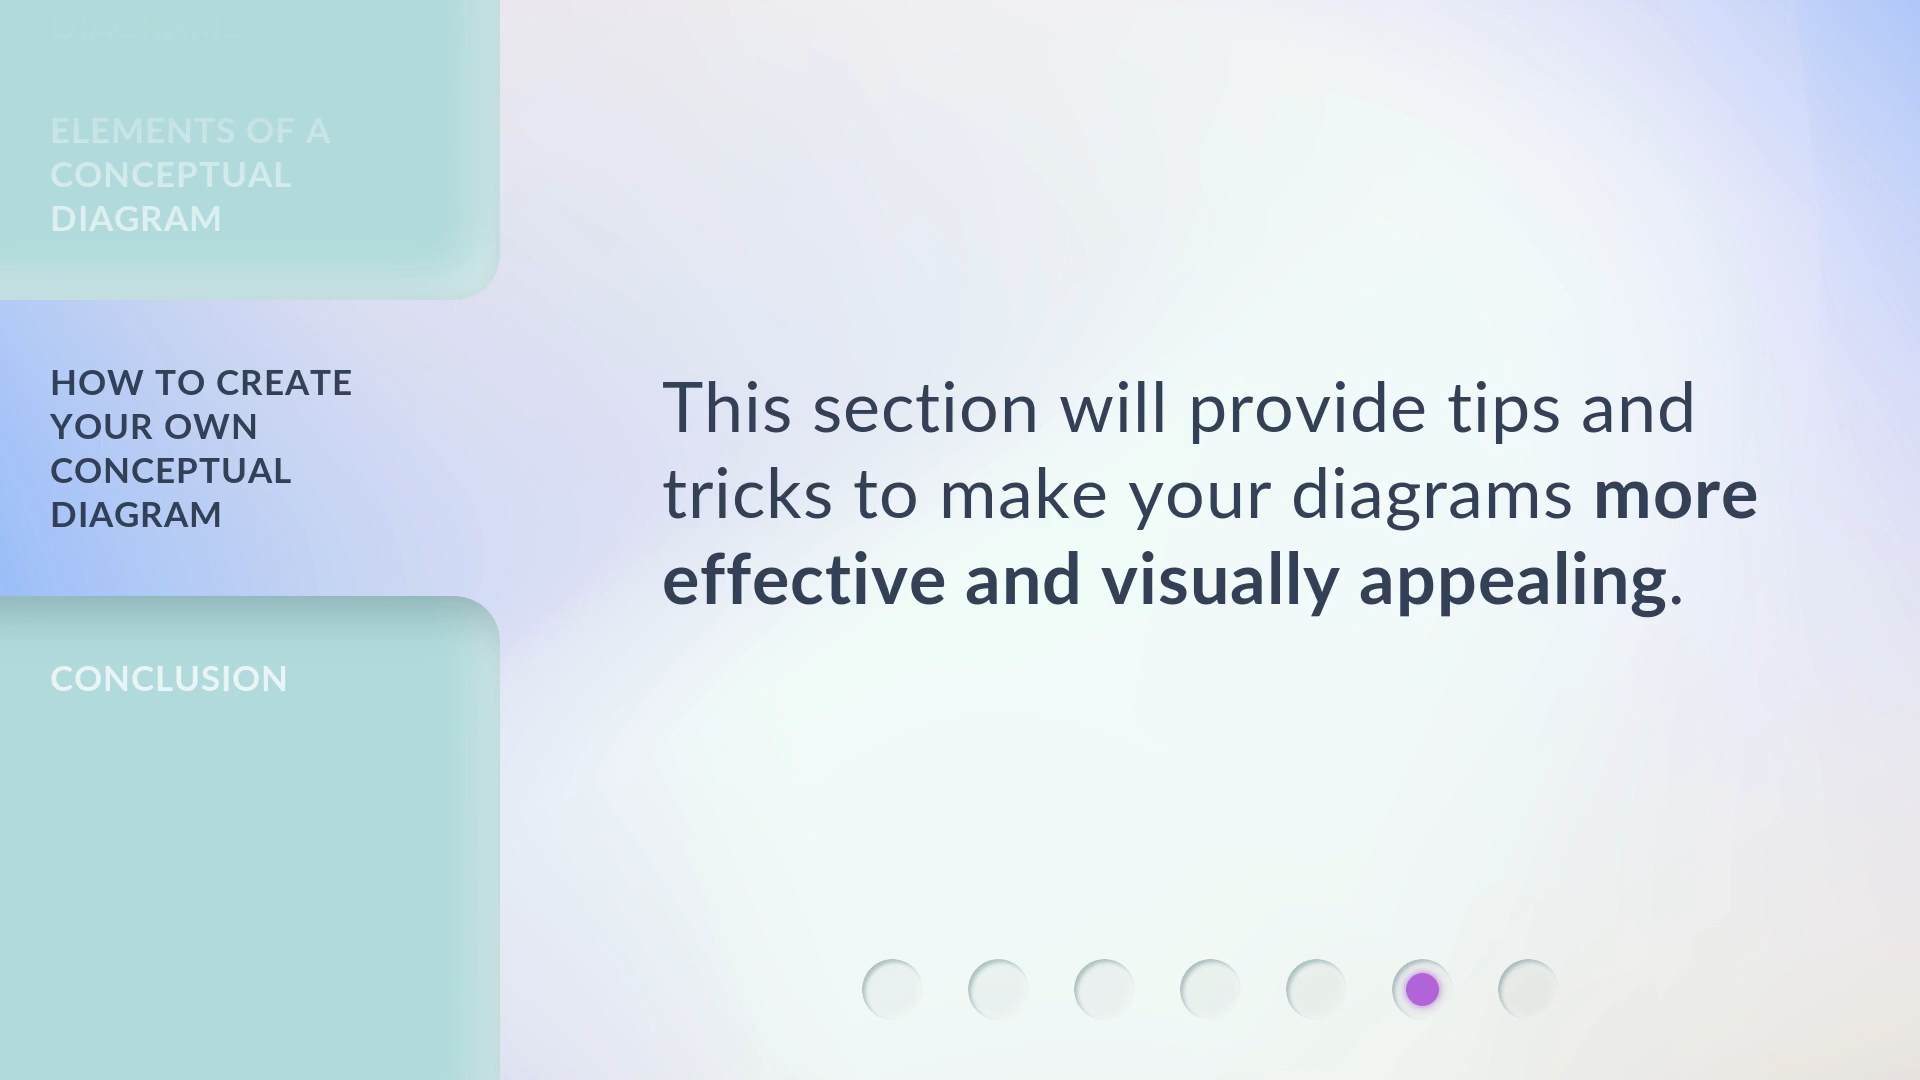 DIAGRAMS
ELEMENTS OF A
CONCEPTUAL
DIAGRAM
HOW TO CREATE
YOUR OWN
CONCEPTUAL
DIAGRAM
CONCLUSION
This section will provide tips and
tricks to make your diagrams more
effective and visually appealing.